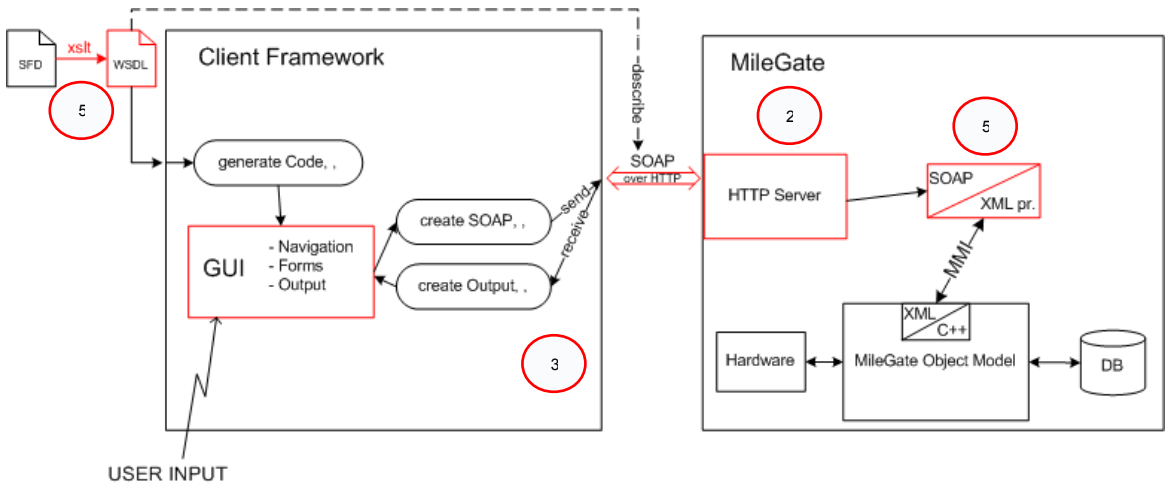 SFD
xslt
WSDL
5
Client Framework
generate Code, ,
GUI
- Navigation
- Forms
- Output
create SOAP, ,
create Output, ,
send
receive
3
USER INPUT
describe
SOAP
over HTTP
MileGate
2
5
HTTP Server
SOAP
XML pr.
MMI
XML
C++
Hardware
MileGate Object Model
DB